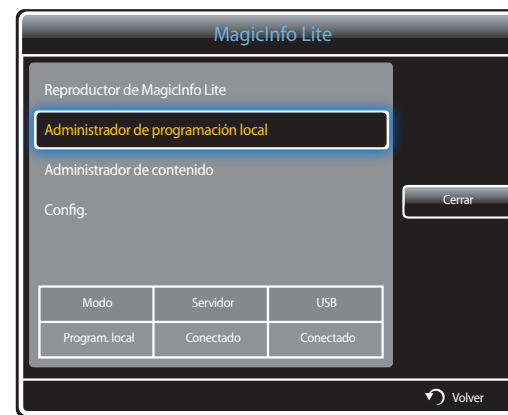 MagicInfo Lite
Reproductor de MagicInfo Lite
Administrador de programación local
Administrador de contenido
Config.
Cerrar
Modo Servidor USB
Program. local Conectado Conectado
Volver